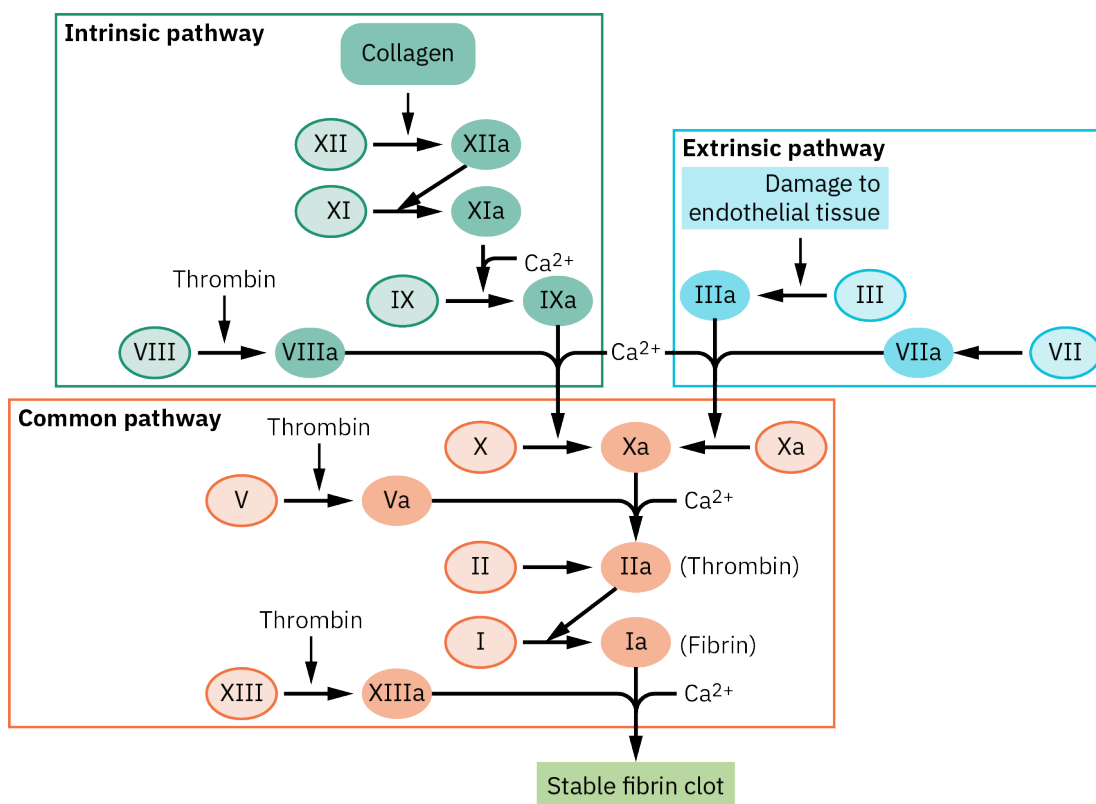 Intrinsic pathway
Collagen
XII
XIIa
XI
XIa
Ca2+
Thrombin
IX
IXa
VIII
VIIIa
Ca2+
Extrinsic pathway
Damage to
endothelial tissue
IIIa
III
VIIa
VII
Common pathway
Thrombin
X
Xa
Xa
V
Va
Ca2+
II
IIa
(Thrombin)
Thrombin
I
Ia
(Fibrin)
XIII
XIIIa
Ca2+
Stable fibrin clot